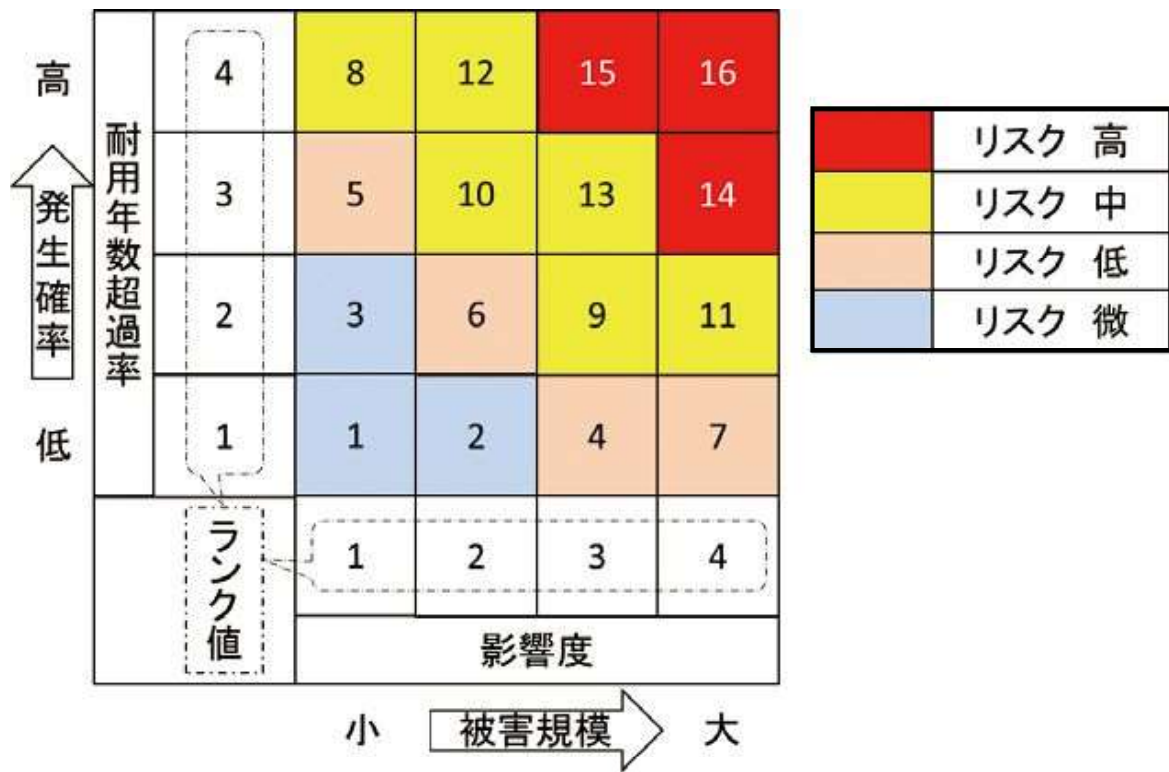 高
発生確率
低
耐用年数超過率
4 8 12 15 16
3 5 10 13 14
2 3 6 9 11
1 1 2 4 7
ランク値
1 2 3 4
影響度
小 被害規模 大
リスク 高
リスク 中
リスク 低
リスク 微